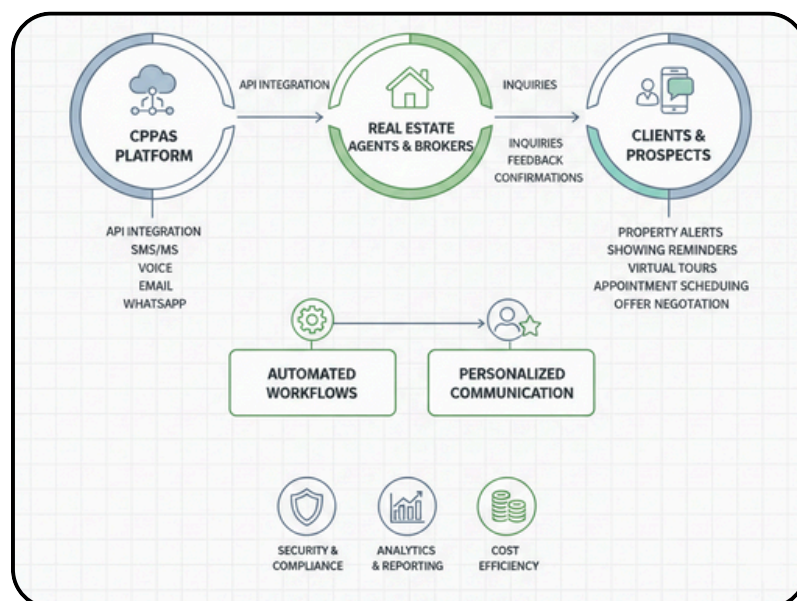 CPPAS
PLATFORM
API INTEGRATION
REAL ESTATE
AGENTS & BROKERS
INQUIRIES
INQUIRIES
FEEDBACK
CONFIRMATIONS
CLIENTS &
PROSPECTS
API INTEGRATION
SMS/MS
VOICE
EMAIL
WHATSAPP
PROPERTY ALERTS
SHOWING REMINDERS
VIRTUAL TOURS
APPOINTMENT SCHEDUING
OFFER NEGOTATION
AUTOMATED
WORKFLOWS
PERSONALIZED
COMMUNICATION
SECURITY &
COMPLIANCE
ANALYTICS
& REPORTING
COST
EFFICIENCY